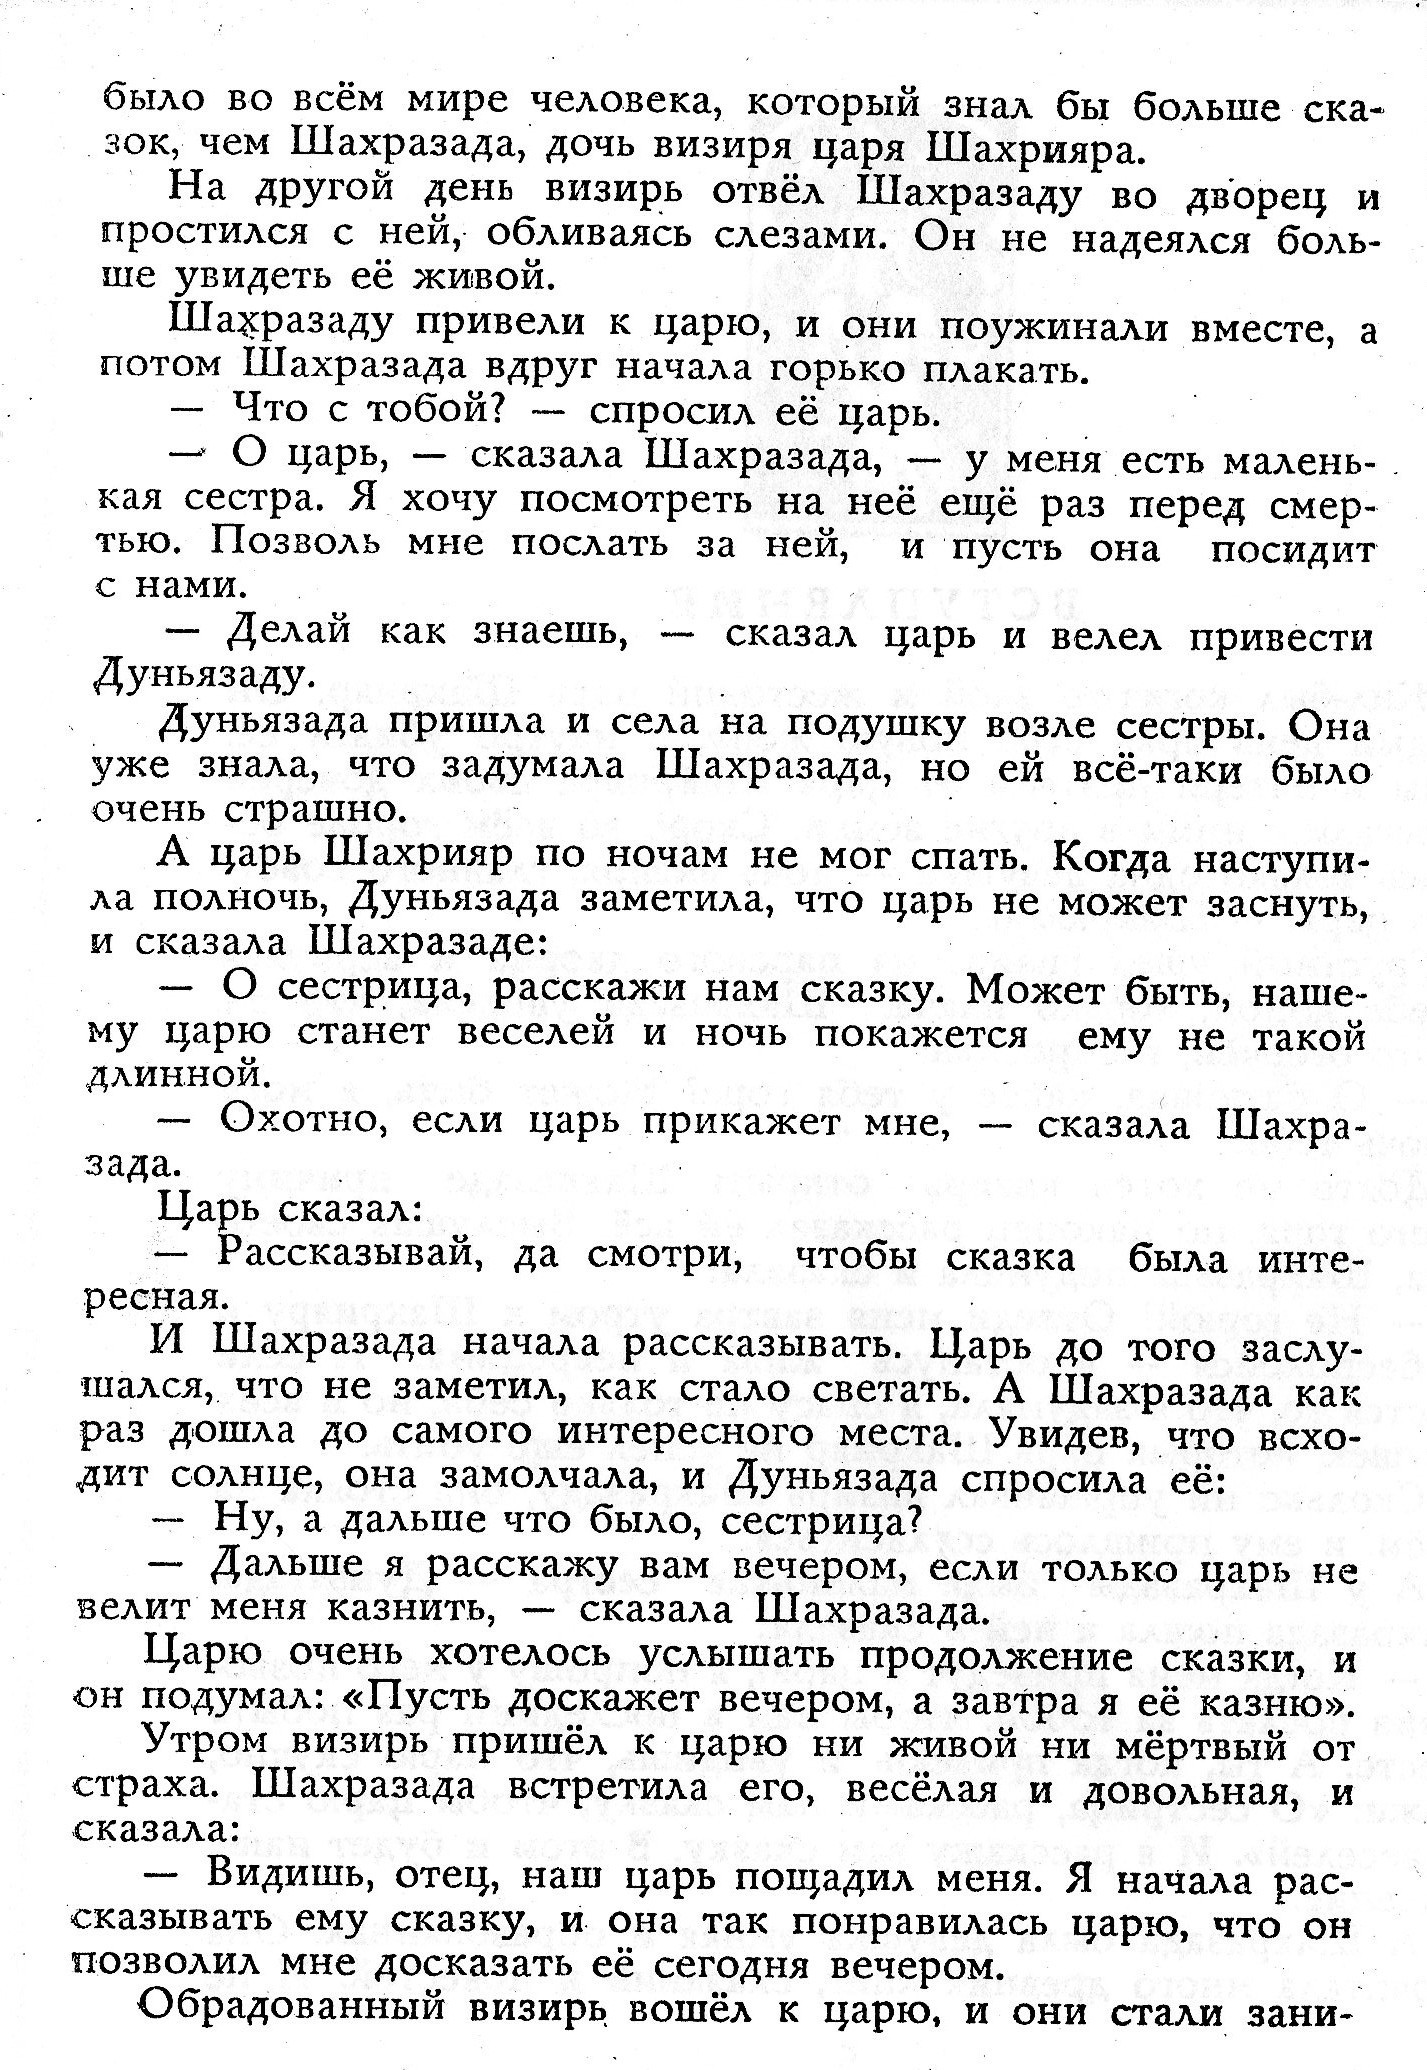 было во всём мире человека, который знал бы больше ска-
зок, чем Шахразада, дочь визиря царя Шахрияра.
На другой день визирь отвёл Шахразаду во дворец и
простился с ней, обливаясь слезами. Он не надеялся боль-
ше увидеть её живой.
Шахразаду привели к царю, и они поужинали вместе, а
потом Шахразада вдруг начала горько плакать.
— Что с тобой? — спросил её царь.
— О царь, — сказала Шахразада, — у меня есть малень-
кая сестра. Я хочу посмотреть на неё ещё раз перед смер-
тью. Позволь мне послать за ней, и пусть она посидит
с нами.
— Делай как знаешь, — сказал царь и велел привести
Дуньязаду.
Дуньязада пришла и села на подушку возле сестры. Она
уже знала, что задумала Шахразада, но ей всё-таки было
очень страшно.
А царь Шахрияр по ночам не мог спать. Когда наступи-
ла полночь, Дуньязада заметила, что царь не может заснуть,
и сказала Шахразаде:
— О сестрица, расскажи нам сказку. Может быть, наше-
му царю станет веселей и ночь покажется ему не такой
длинной.
— Охотно, если царь прикажет мне, — сказала Шахра-
зада.
Царь сказал:
— Рассказывай, да смотри, чтобы сказка была инте-
ресная.
И Шахразада начала рассказывать. Царь до того заслу-
шался, что не заметил, как стало светать. А Шахразада как
раз дошла до самого интересного места. Увидев, что всхо-
дит солнце, она замолчала, и Дуньязада спросила её:
— Ну, а дальше что было, сестрица?
— Дальше я расскажу вам вечером, если только царь не
велит меня казнить, — сказала Шахразада.
Царю очень хотелось услышать продолжение сказки, и
он подумал: «Пусть доскажет вечером, а завтра я её казню».
Утром визирь пришёл к царю ни живой ни мёртвый от
страха. Шахразада встретила его, весёлая и довольная, и
сказала:
— Видишь, отец, наш царь пощадил меня. Я начала рас-
сказывать ему сказку, и она так понравилась царю, что он
позволил мне досказать её сегодня вечером.
Обрадованный визирь вошёл к царю, и они стали зани-